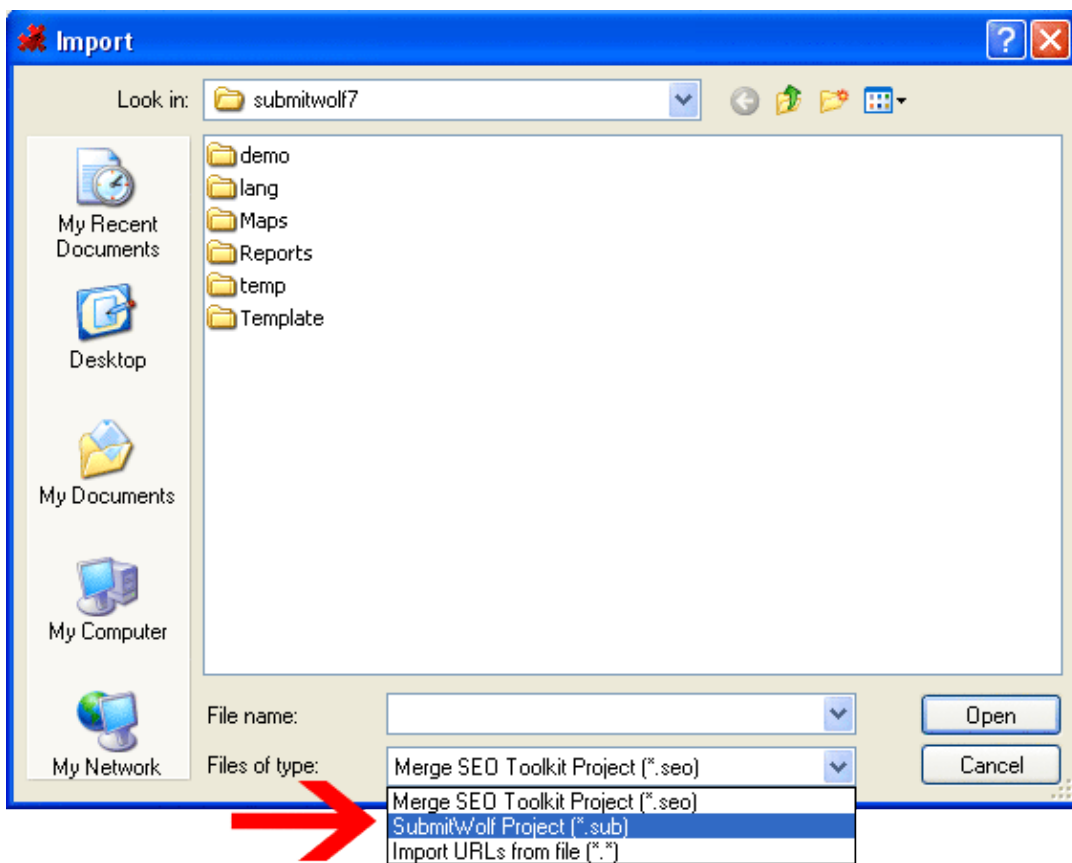 Import
Look in: submitwolf7
demo
lang
Maps
Reports
temp
Template
My Recent
Documents
Desktop
My Documents
My Computer
My Network
File name:
Open
Files of type: Merge SEO Toolkit Project (*.seo)
Cancel
Merge SEO Toolkit Project (*.seo)
SubmitWolf Project (*.sub)
Import URLs from file (*.*)